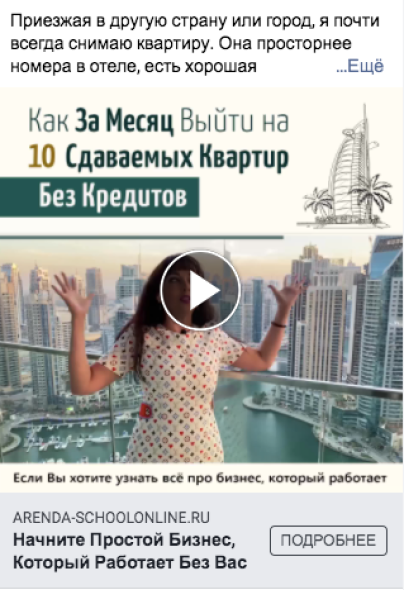 Приезжая в другую страну или город, я почти
всегда снимаю квартиру. Она просторнее
номера в отеле, есть хорошая ...Ещё
Как За Месяц Выйти на
10 Сдаваемых Квартир
Без Кредитов
Если Вы хотите узнать всё про бизнес, который работает
ARENDA-SCHOOLONLINE.RU
Начните Простой Бизнес,
Который Работает Без Вас
ПОДРОБНЕЕ